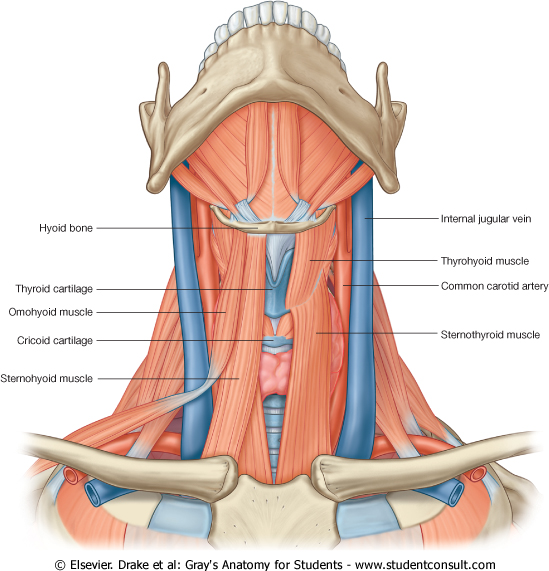 Hyoid bone
Thyroid cartilage
Omohyoid muscle
Cricoid cartilage
Sternohyoid muscle
Internal jugular vein
Thyrohyoid muscle
Common carotid artery
Sternothyroid muscle
© Elsevier. Drake et al: Gray's Anatomy for Students - www.studentconsult.com